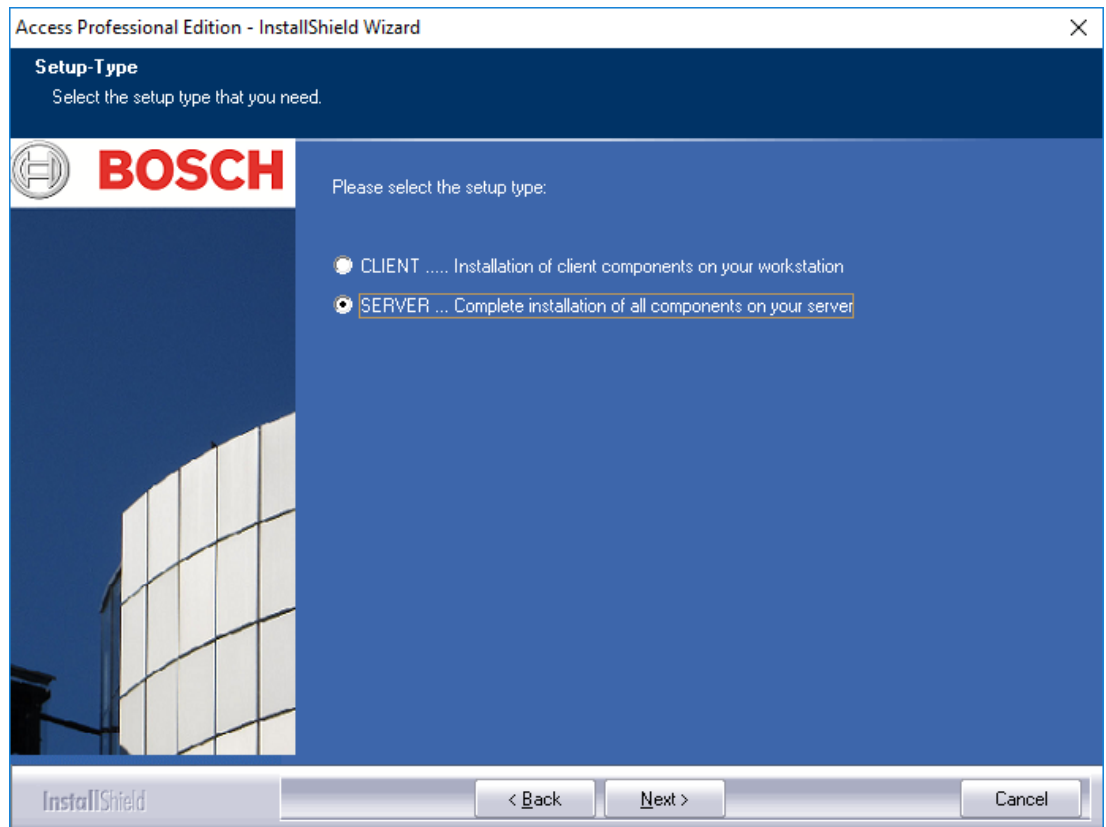 Access Professional Edition - InstallShield Wizard
Setup-Type
Select the setup type that you need.
BOSCH
Please select the setup type:
CLIENT ..... Installation of client components on your workstation
SERVER ... Complete installation of all components on your server
InstallShield
< Back
Next >
Cancel